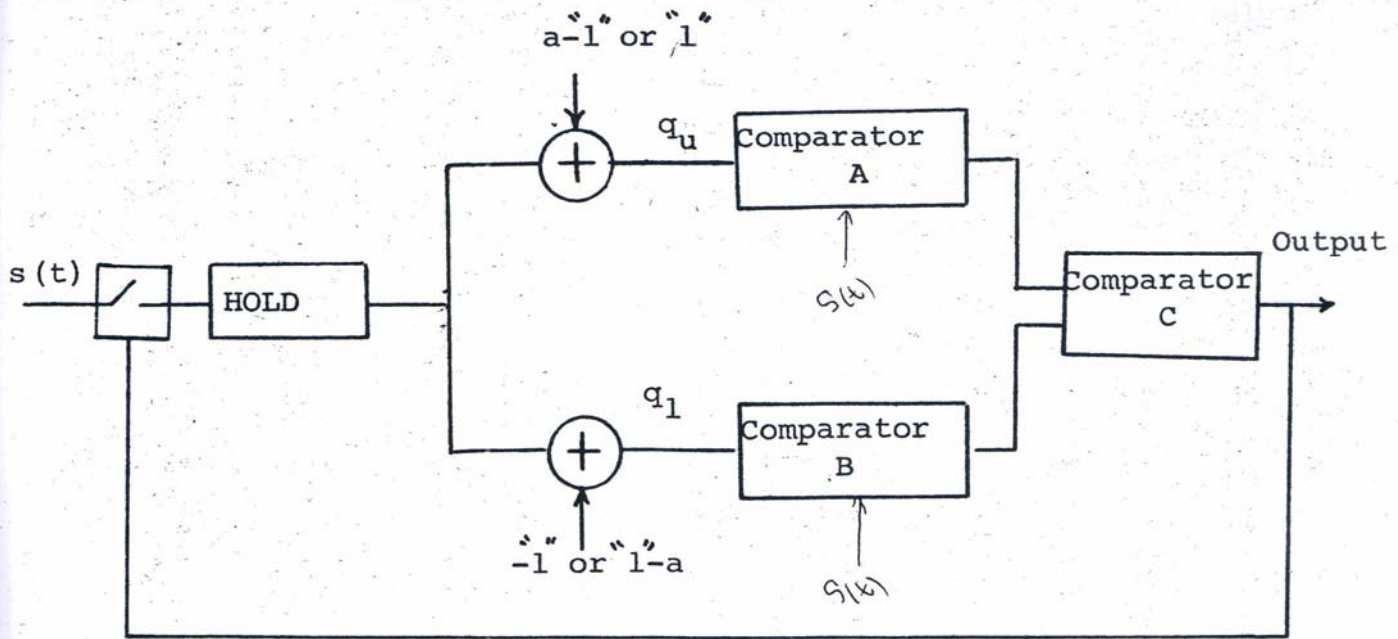 a-"l" or "l"
q_u
Comparator
A
S(t)
s(t)
HOLD
Output
Comparator
C
q_l
Comparator
B
-"l" or "l"-a
S(t)